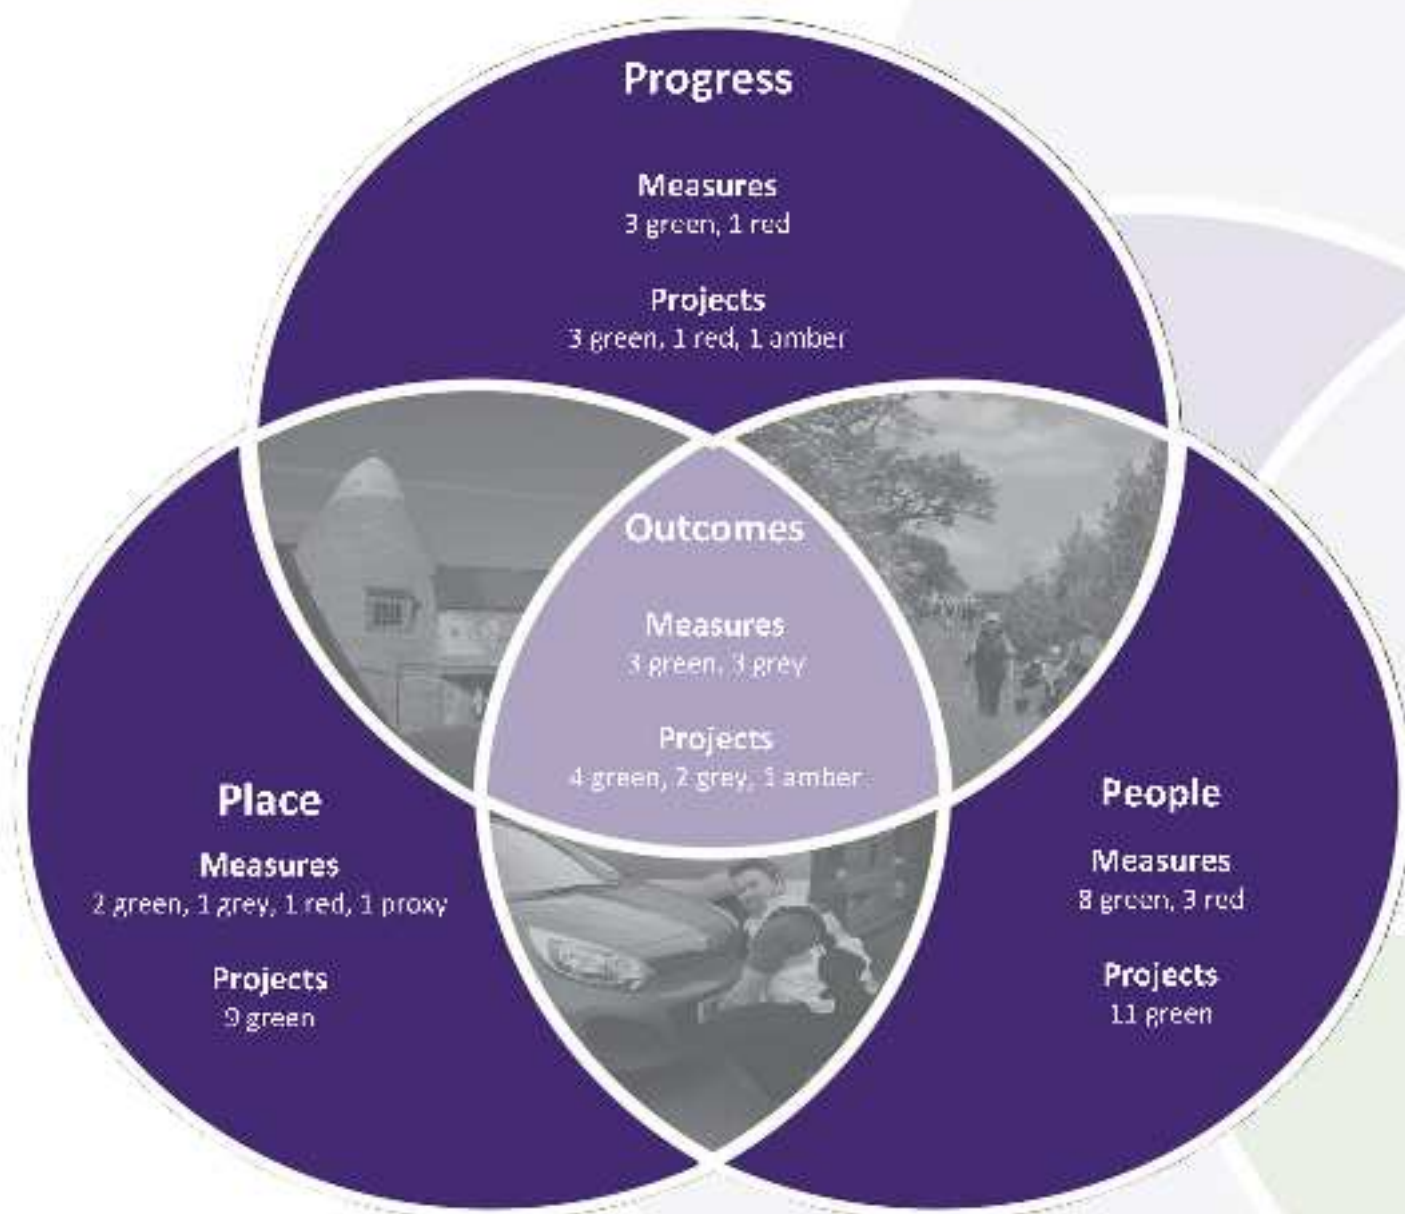 Progress
Measures
3 green, 1 red
Projects
3 green, 1 red, 1 amber
Outcomes
Measures
3 green, 3 grey
Projects
4 green, 2 grey, 1 amber
Place
Measures
2 green, 1 grey, 1 red, 1 proxy
Projects
9 green
People
Measures
8 green, 3 red
Projects
11 green